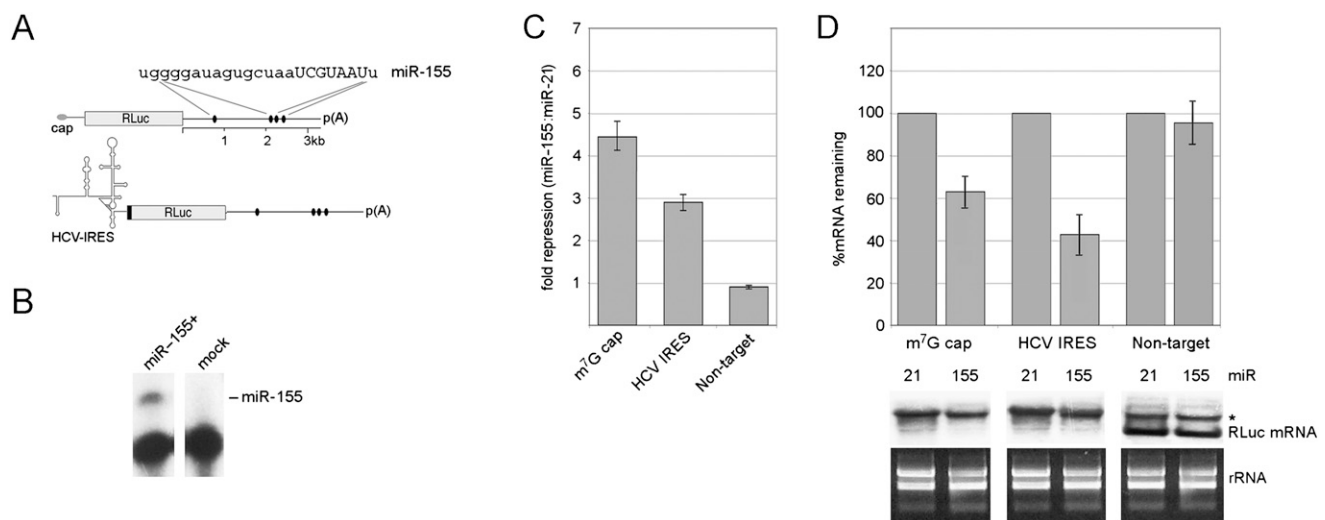 A
uggggauagugcuaaUCGUAAUu miR-155
cap RLuc p(A)
1 2 3kb
RLuc p(A)
HCV-IRES
B
miR-155+ mock
miR-155
C
fold repression (miR-155:miR-21)
7
6
5
4
3
2
1
m7G cap HCV IRES Non-target
D
%mRNA remaining
120
100
80
60
40
20
0
m7G cap HCV IRES Non-target
21 155 21 155 21 155 miR
*
RLuc mRNA
rRNA